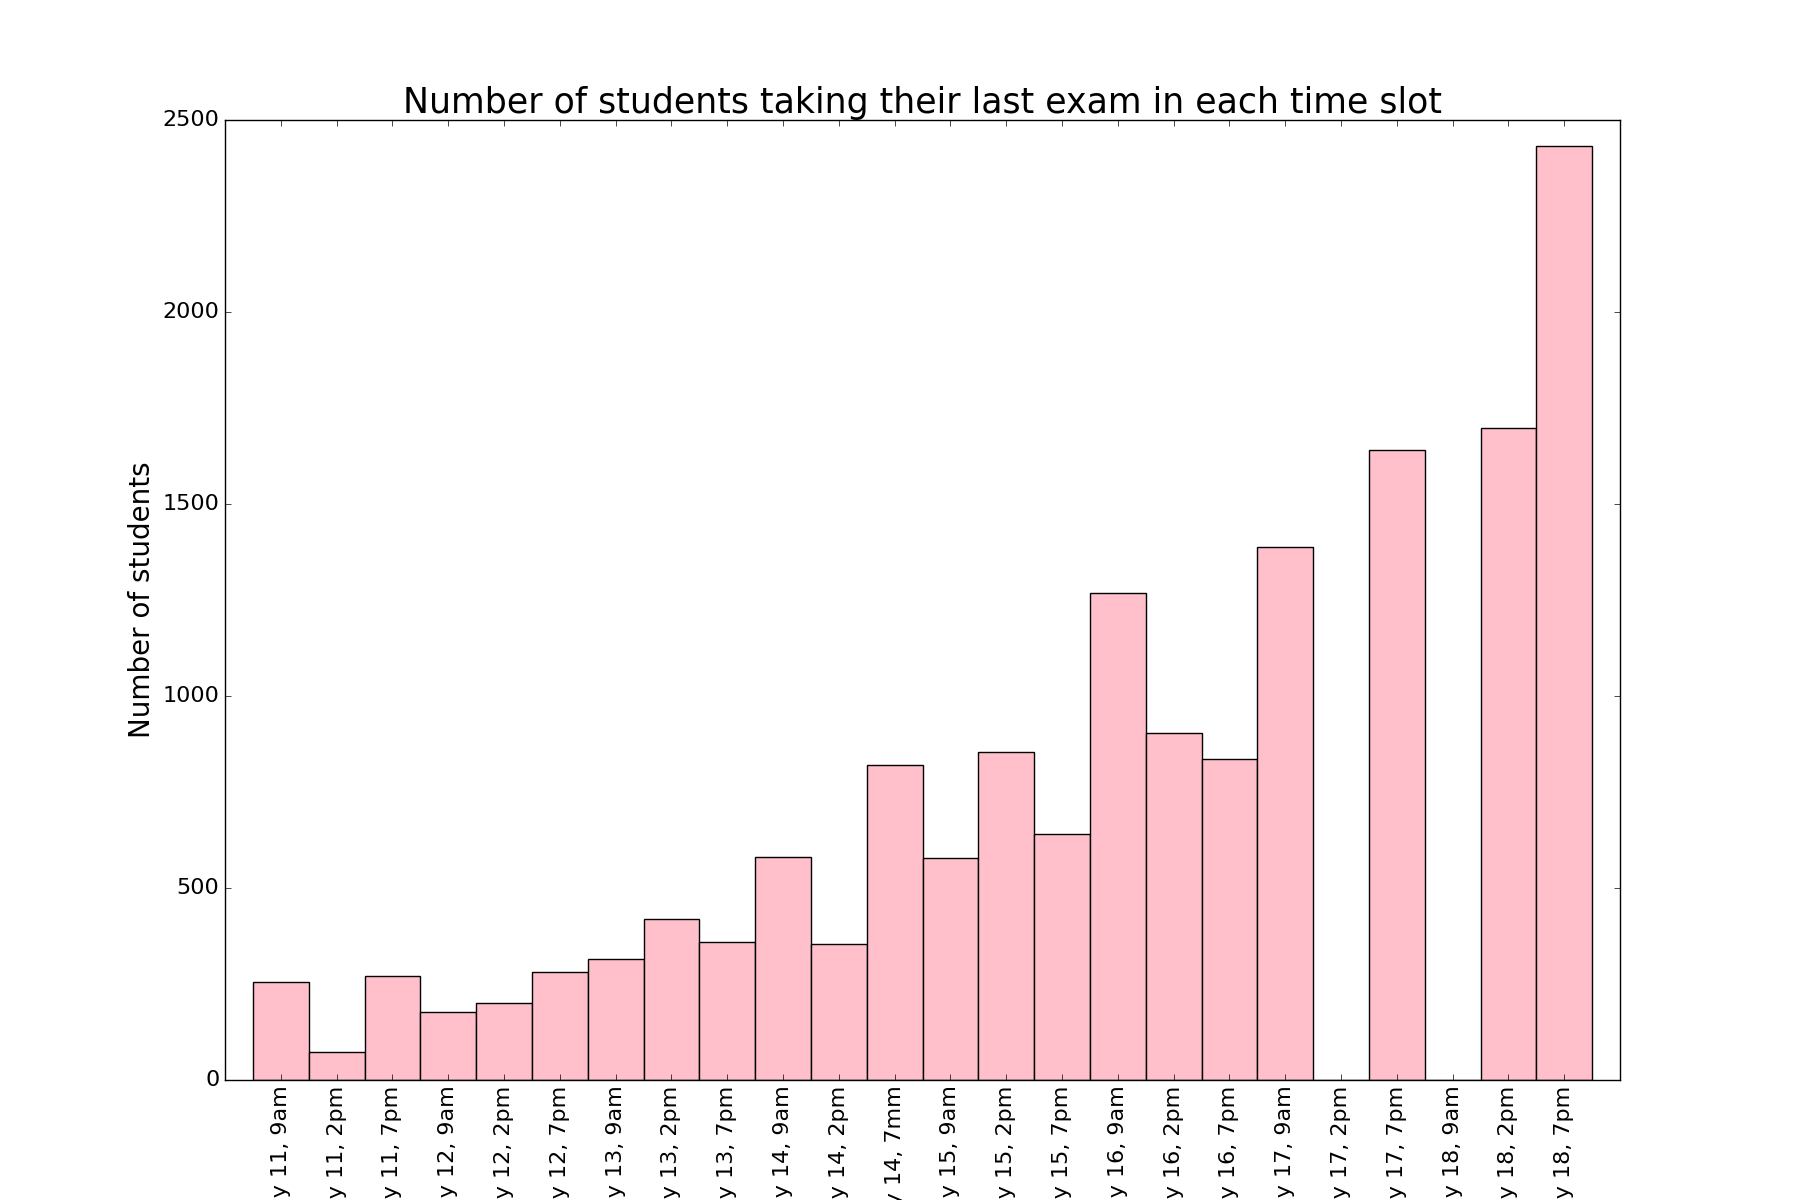 Number of students taking their last exam in each time slot
Number of students
2500
2000
1500
1000
500
0
y 11, 9am
y 11, 2pm
y 11, 7pm
y 12, 9am
y 12, 2pm
y 12, 7pm
y 13, 9am
y 13, 2pm
y 13, 7pm
y 14, 9am
y 14, 2pm
y 14, 7mm
y 15, 9am
y 15, 2pm
y 15, 7pm
y 16, 9am
y 16, 2pm
y 16, 7pm
y 17, 9am
y 17, 2pm
y 17, 7pm
y 18, 9am
y 18, 2pm
y 18, 7pm